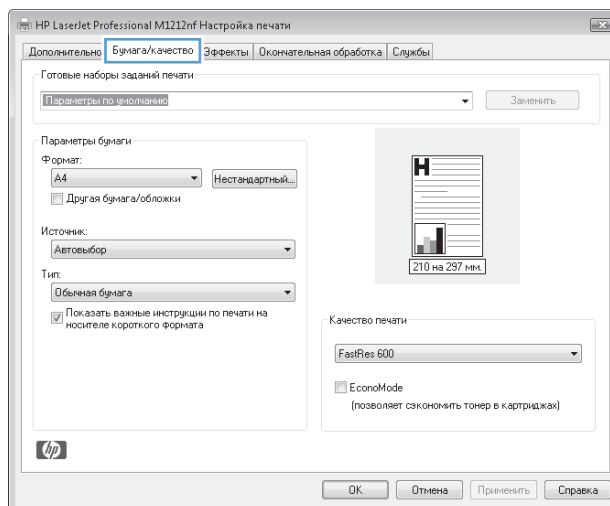 HP LaserJet Professional M1212nf Настройка печати
Дополнительно Бумага/качество Эффекты Окончательная обработка Службы
Готовые наборы заданий печати
Параметры по умолчанию Заменить
Параметры бумаги
Формат:
A4 Нестандартный...
Другая бумага/обложки
Источник:
Автовыбор
Тип:
Обычная бумага
Показать важные инструкции по печати на
носителе короткого формата
H
210 на 297 мм.
Качество печати
FastRes 600
EconoMode
(позволяет сэкономить тонер в картриджах)
hp
OK Отмена Применить Справка